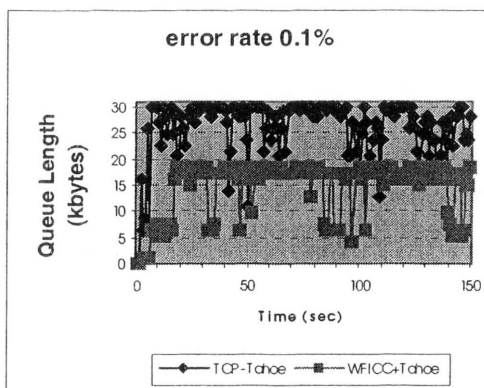 error rate 0.1%
Queue Length
(kbytes)
30
25
20
15
10
5
0
0
50
100
150
Time (sec)
TCP-Tahoe
WFICC+Tahoe